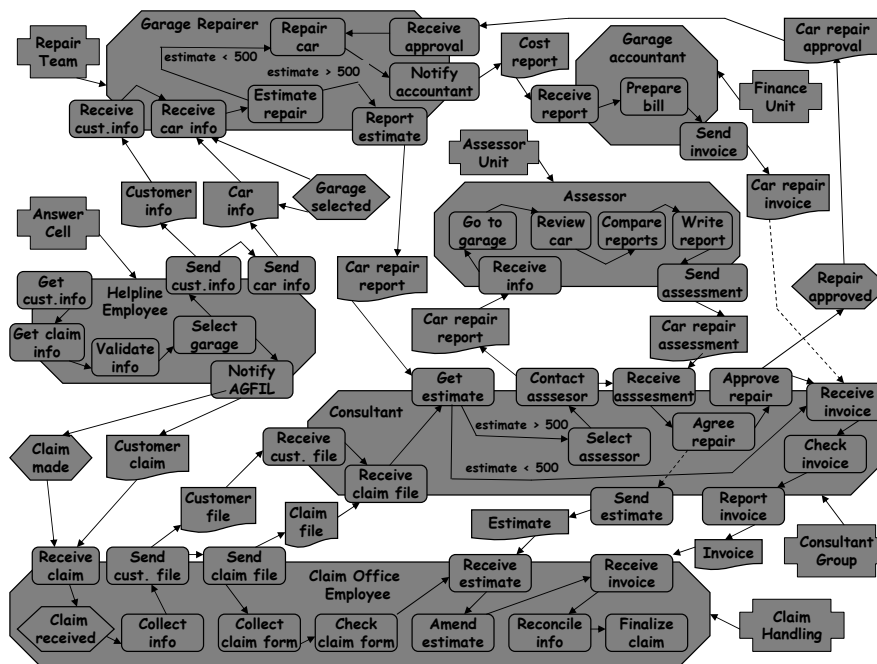 Garage Repairer
Repair
car
Receive
approval
Car repair
approval
Repair
Team
estimate < 500
estimate > 500
Cost
report
Garage
accountant
Notify
accountant
Estimate
repair
Receive
report
Prepare
bill
Finance
Unit
Receive
cust.info
Receive
car info
Report
estimate
Send
invoice
Assessor
Unit
Customer
info
Car
info
Garage
selected
Assessor
Car repair
invoice
Answer
Cell
Go to
garage
Review
car
Compare
reports
Write
report
Send
cust.info
Send
car info
Car repair
report
Receive
info
Send
assessment
Repair
approved
Get
cust.info
Helpline
Employee
Get claim
info
Validate
info
Select
garage
Car repair
report
Car repair
assessment
Notify
AGFIL
Get
estimate
Contact
asssesor
Receive
asssesment
Approve
repair
Receive
invoice
Consultant
estimate > 500
Select
assessor
Agree
repair
Check
invoice
Claim
made
Customer
claim
Receive
cust. file
estimate < 500
Receive
claim file
Customer
file
Claim
file
Send
estimate
Report
invoice
Estimate
Invoice
Consultant
Group
Receive
claim
Send
cust. file
Send
claim file
Claim Office
Employee
Receive
estimate
Receive
invoice
Claim
received
Collect
info
Collect
claim form
Check
claim form
Amend
estimate
Reconcile
info
Finalize
claim
Claim
Handling